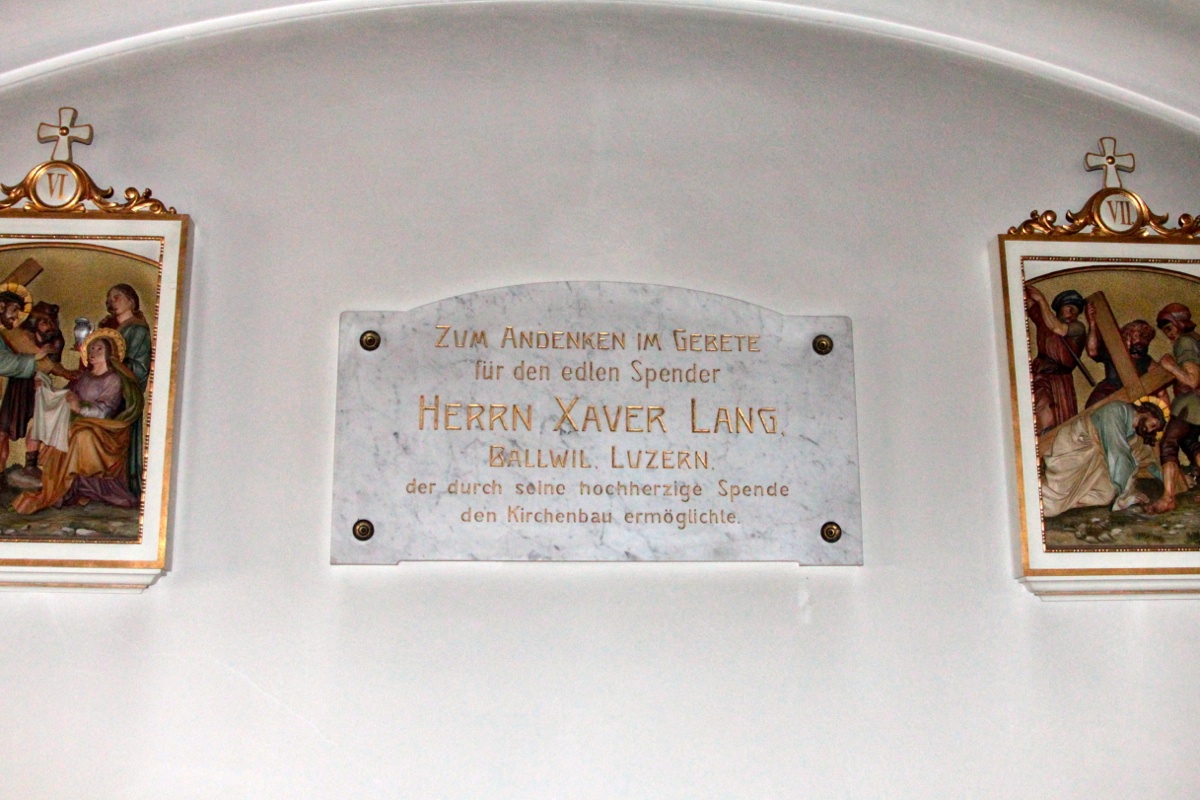 VI
VII
ZUM ANDENKEN IM GEBETE
für den edlen Spender
HERRN XAVER LANG.
BALLWIL. LUZERN.
der durch seine hochherzige Spende
den Kirchenbau ermöglichte.